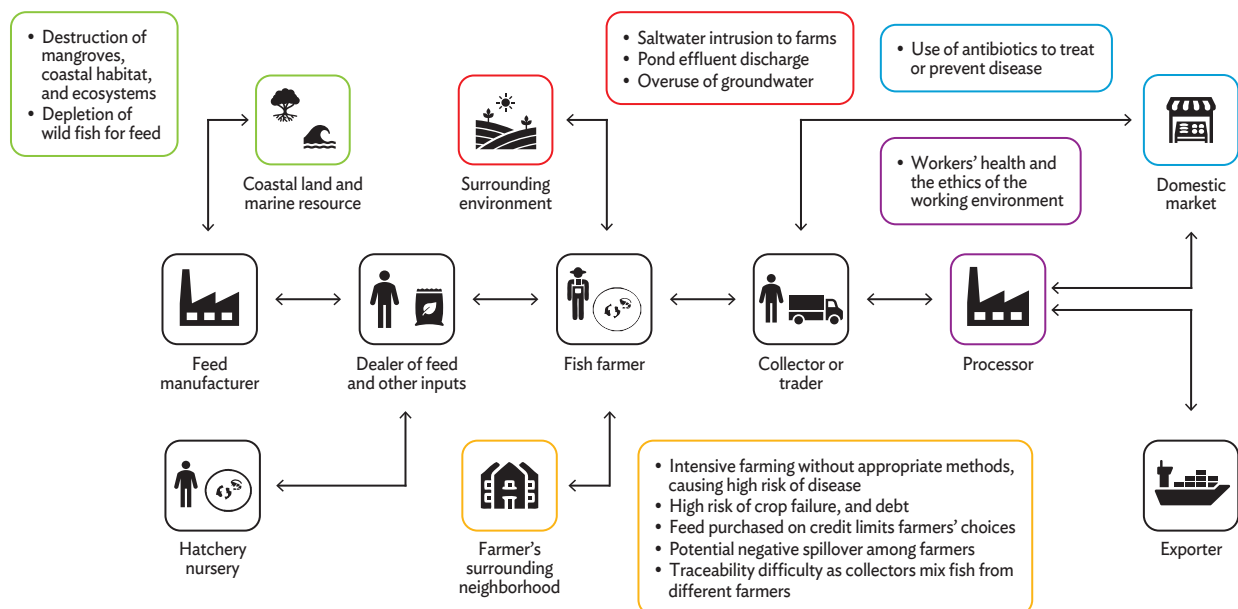 • Destruction of
mangroves,
coastal habitat,
and ecosystems
• Depletion of
wild fish for feed
• Saltwater intrusion to farms
• Pond effluent discharge
• Overuse of groundwater
• Use of antibiotics to treat
or prevent disease
• Workers’ health and
the ethics of the
working environment
Coastal land and
marine resource
Surrounding
environment
Domestic
market
Feed
manufacturer
Dealer of feed
and other inputs
Fish farmer
Collector or
trader
Processor
Hatchery
nursery
Farmer’s
surrounding
neighborhood
• Intensive farming without appropriate methods,
causing high risk of disease
• High risk of crop failure, and debt
• Feed purchased on credit limits farmers’ choices
• Potential negative spillover among farmers
• Traceability difficulty as collectors mix fish from
different farmers
Exporter